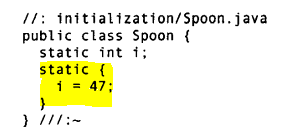 //: initialization/Spoon.java
public class Spoon {
  static int i;
  static {
    i = 47;
  }
} ///:~